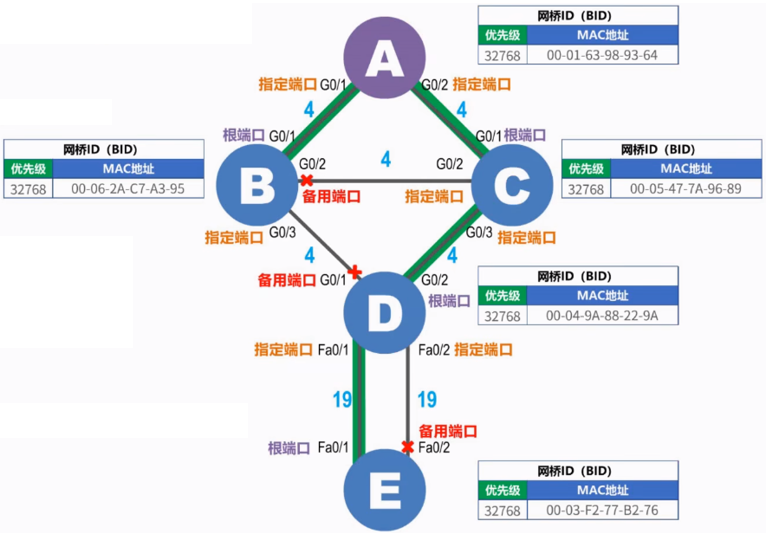 网桥ID（BID）
优先级 MAC地址
32768 00-01-63-98-93-64
A
指定端口 G0/1
G0/2 指定端口
4
4
根端口 G0/1
G0/1 根端口
网桥ID（BID）
优先级 MAC地址
32768 00-06-2A-C7-A3-95
网桥ID（BID）
优先级 MAC地址
32768 00-05-47-7A-96-89
G0/2
4
G0/2
B
C
备用端口
指定端口
指定端口 G0/3
G0/3 指定端口
4
4
备用端口 G0/1
G0/2
根端口
网桥ID（BID）
优先级 MAC地址
32768 00-04-9A-88-22-9A
D
指定端口 Fa0/1
Fa0/2 指定端口
19
19
备用端口
根端口 Fa0/1
Fa0/2
E
网桥ID（BID）
优先级 MAC地址
32768 00-03-F2-77-B2-76